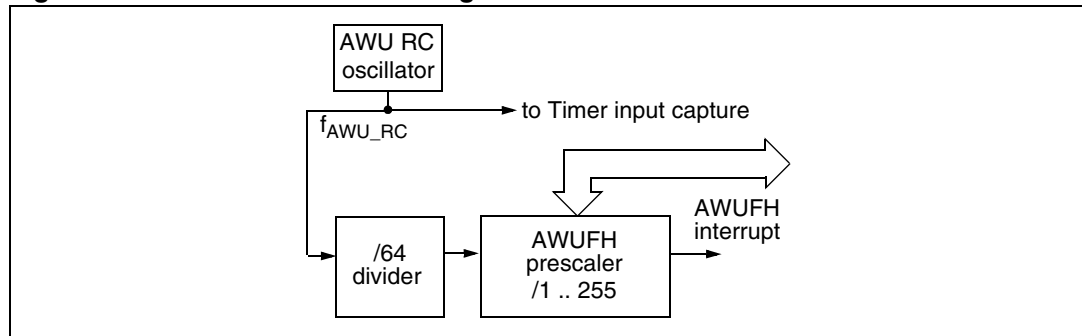 AWU RC
oscillator
to Timer input capture
fAWU_RC
AWUFH
interrupt
/64
divider
AWUFH
prescaler
/1 .. 255